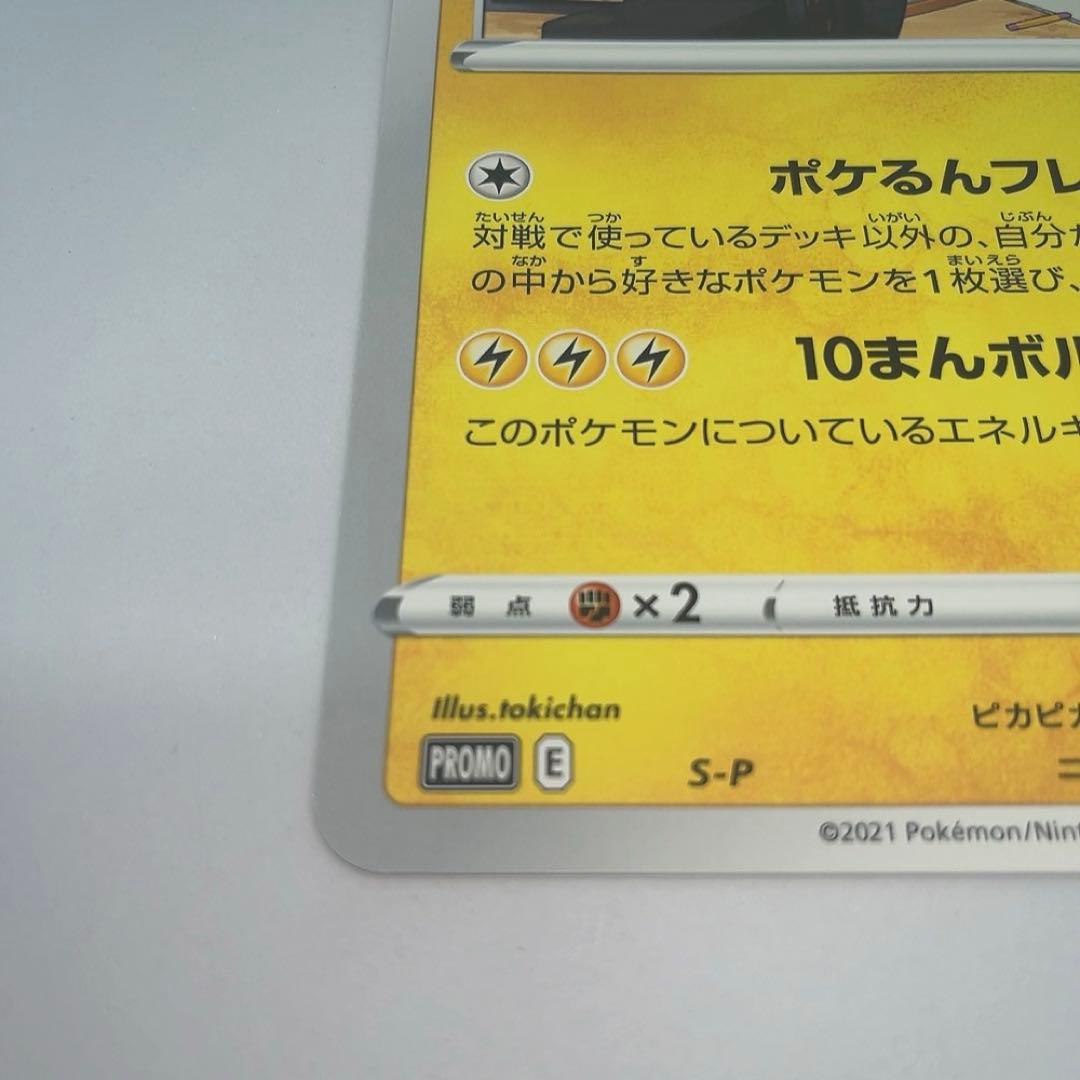 ポケるんフレ
たいせん つか いがい じぶん
対戦で使っているデッキ以外の、自分
なか す まいえら
の中から好きなポケモンを1枚選び、
10まんボル
このポケモンについているエネルキ
弱点 ×2 抵抗力
Illus.tokichan ピカピカ
PROMO E S-P
©2021 Pokémon/Nint